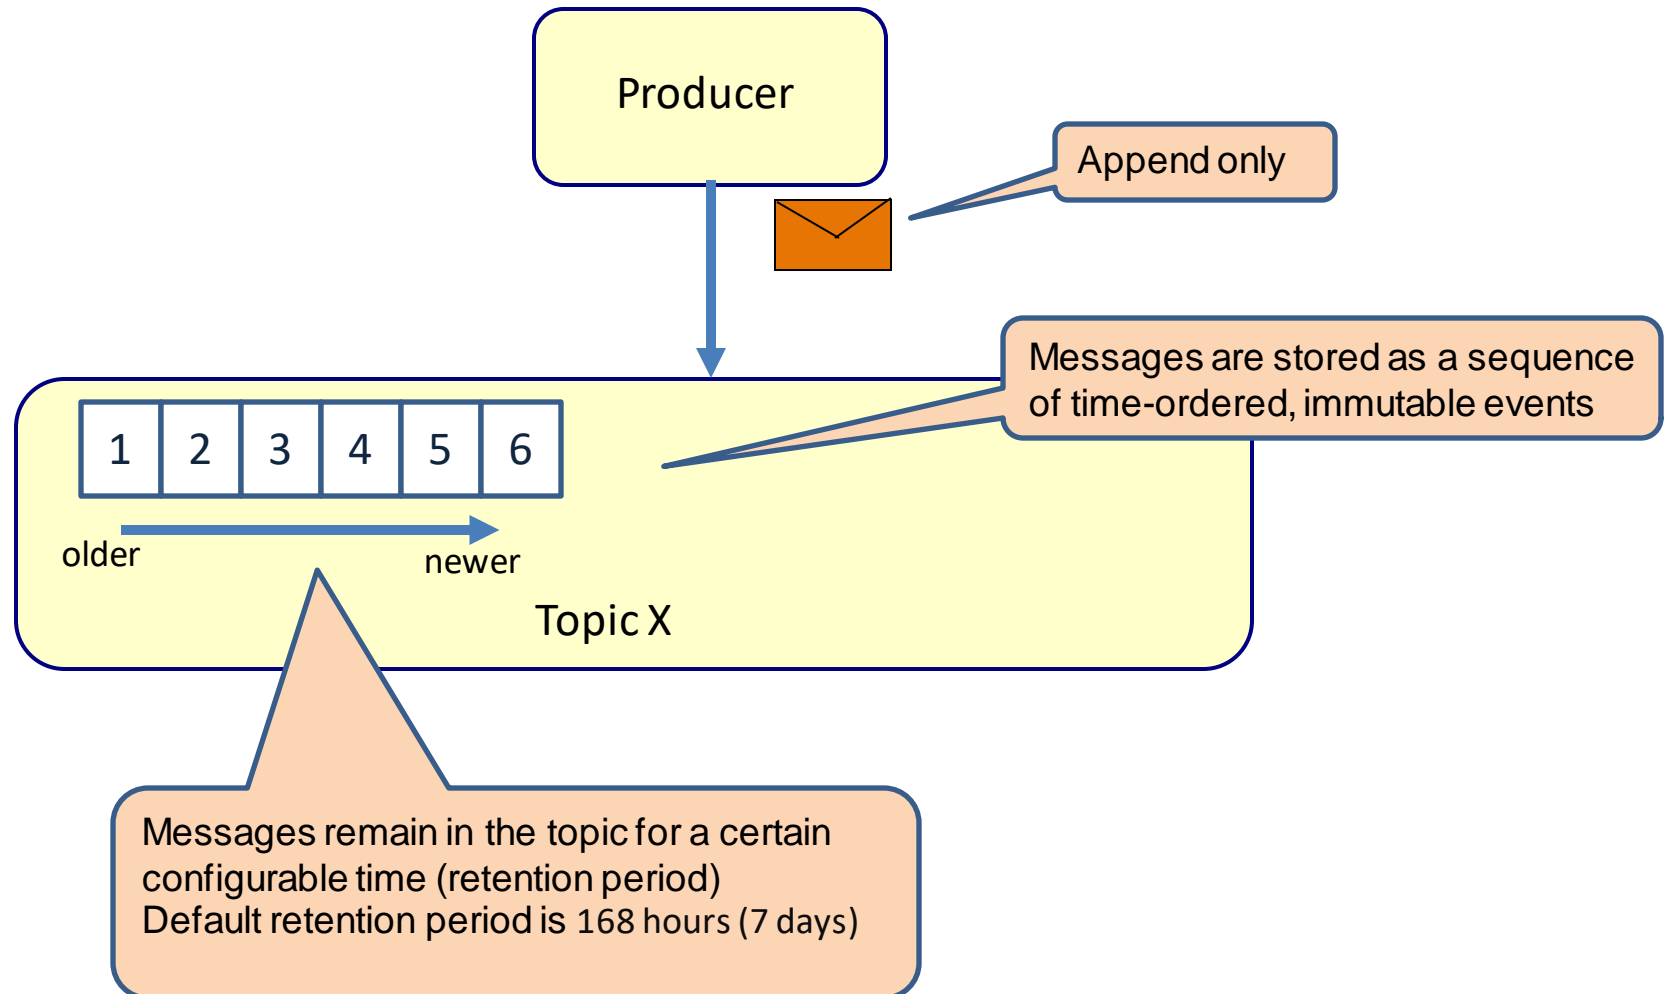 Producer
Append only
Messages are stored as a sequence
of time-ordered, immutable events
1 2 3 4 5 6
older
newer
Topic X
Messages remain in the topic for a certain
configurable time (retention period)
Default retention period is 168 hours (7 days)